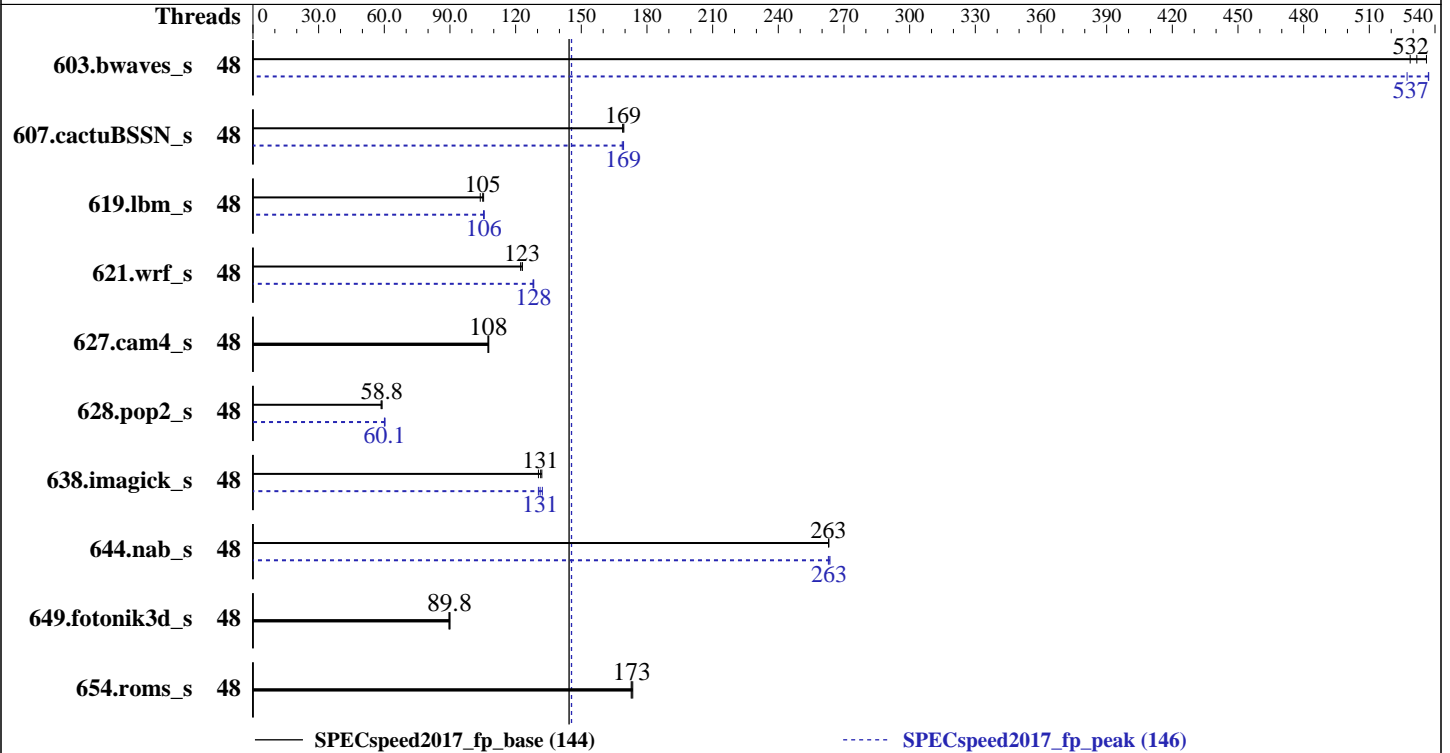 Threads 0 30.0 60.0 90.0 120 150 180 210 240 270 300 330 360 390 420 450 480 510 540
603.bwaves_s 48 532
537
607.cactuBSSN_s 48 169
169
619.lbm_s 48 105
106
621.wrf_s 48 123
128
627.cam4_s 48 108
628.pop2_s 48 58.8
60.1
638.imagick_s 48 131
131
644.nab_s 48 263
263
649.fotonik3d_s 48 89.8
654.roms_s 48 173
SPECspeed2017_fp_base (144) SPECspeed2017_fp_peak (146)